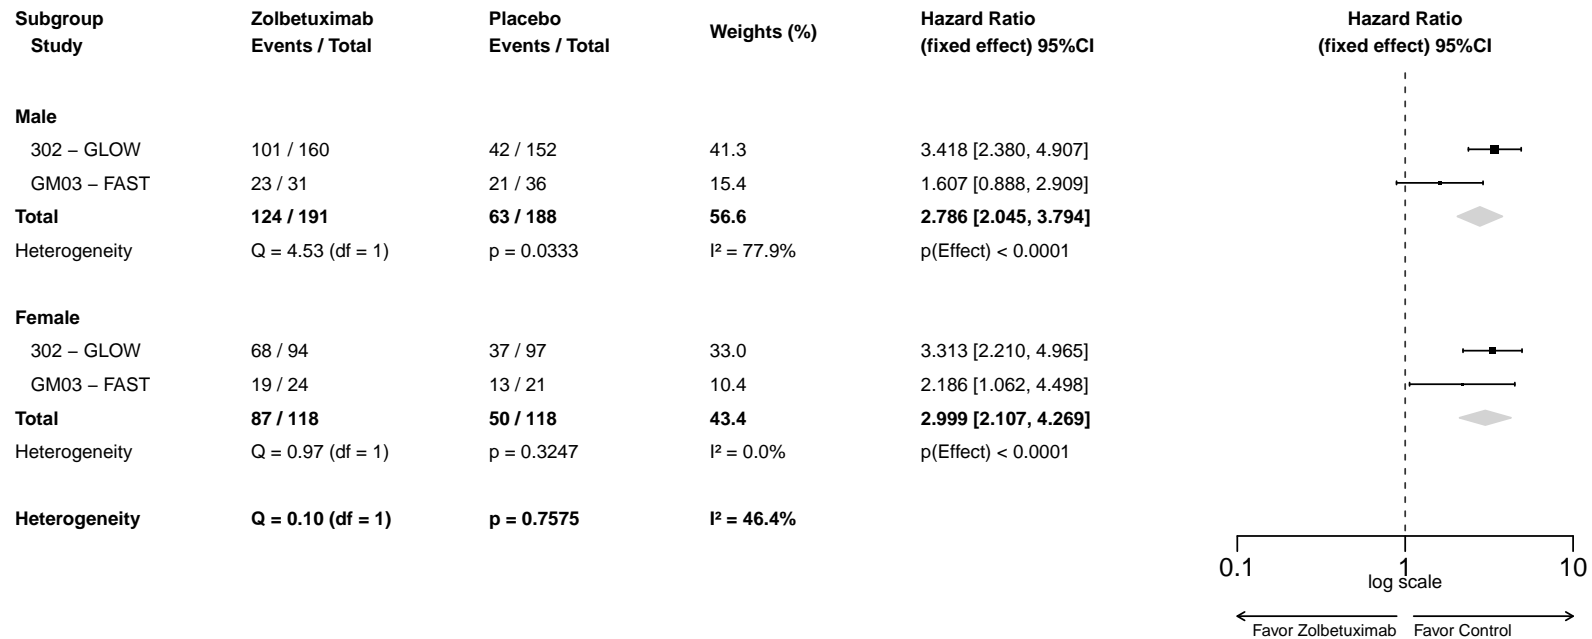 Subgroup Zolbetuximab Placebo Weights (%) Hazard Ratio Hazard Ratio
Study Events / Total Events / Total (fixed effect) 95%CI (fixed effect) 95%CI
Male
302 − GLOW 101 / 160 42 / 152 41.3 3.418 [2.380, 4.907]
GM03 − FAST 23 / 31 21 / 36 15.4 1.607 [0.888, 2.909]
Total 124 / 191 63 / 188 56.6 2.786 [2.045, 3.794]
Heterogeneity Q = 4.53 (df = 1) p = 0.0333 I² = 77.9% p(Effect) < 0.0001
Female
302 − GLOW 68 / 94 37 / 97 33.0 3.313 [2.210, 4.965]
GM03 − FAST 19 / 24 13 / 21 10.4 2.186 [1.062, 4.498]
Total 87 / 118 50 / 118 43.4 2.999 [2.107, 4.269]
Heterogeneity Q = 0.97 (df = 1) p = 0.3247 I² = 0.0% p(Effect) < 0.0001
Heterogeneity Q = 0.10 (df = 1) p = 0.7575 I² = 46.4%
0.1 1 10
log scale
Favor Zolbetuximab Favor Control